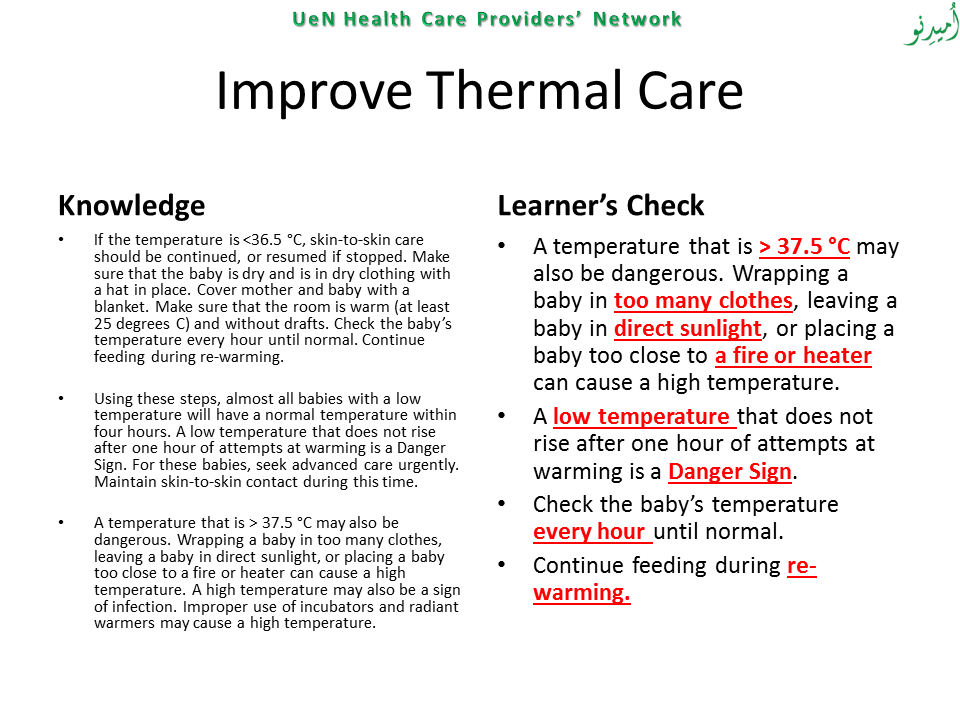 UeN Health Care Providers’ Network
اُمیدِنو
Improve Thermal Care
Knowledge
• If the temperature is <36.5 °C, skin-to-skin care
should be continued, or resumed if stopped. Make
sure that the baby is dry and is in dry clothing with
a hat in place. Cover mother and baby with a
blanket. Make sure that the room is warm (at least
25 degrees C) and without drafts. Check the baby’s
temperature every hour until normal. Continue
feeding during re-warming.
• Using these steps, almost all babies with a low
temperature will have a normal temperature within
four hours. A low temperature that does not rise
after one hour of attempts at warming is a Danger
Sign. For these babies, seek advanced care urgently.
Maintain skin-to-skin contact during this time.
• A temperature that is > 37.5 °C may also be
dangerous. Wrapping a baby in too many clothes,
leaving a baby in direct sunlight, or placing a baby
too close to a fire or heater can cause a high
temperature. A high temperature may also be a sign
of infection. Improper use of incubators and radiant
warmers may cause a high temperature.
Learner’s Check
• A temperature that is > 37.5 °C may
also be dangerous. Wrapping a
baby in too many clothes, leaving a
baby in direct sunlight, or placing a
baby too close to a fire or heater
can cause a high temperature.
• A low temperature that does not
rise after one hour of attempts at
warming is a Danger Sign.
• Check the baby’s temperature
every hour until normal.
• Continue feeding during re-
warming.